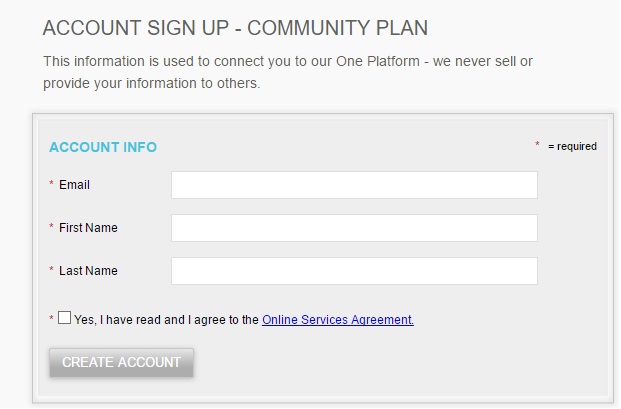 ACCOUNT SIGN UP - COMMUNITY PLAN
This information is used to connect you to our One Platform - we never sell or
provide your information to others.
ACCOUNT INFO
* = required
* Email
* First Name
* Last Name
* Yes, I have read and I agree to the Online Services Agreement.
CREATE ACCOUNT